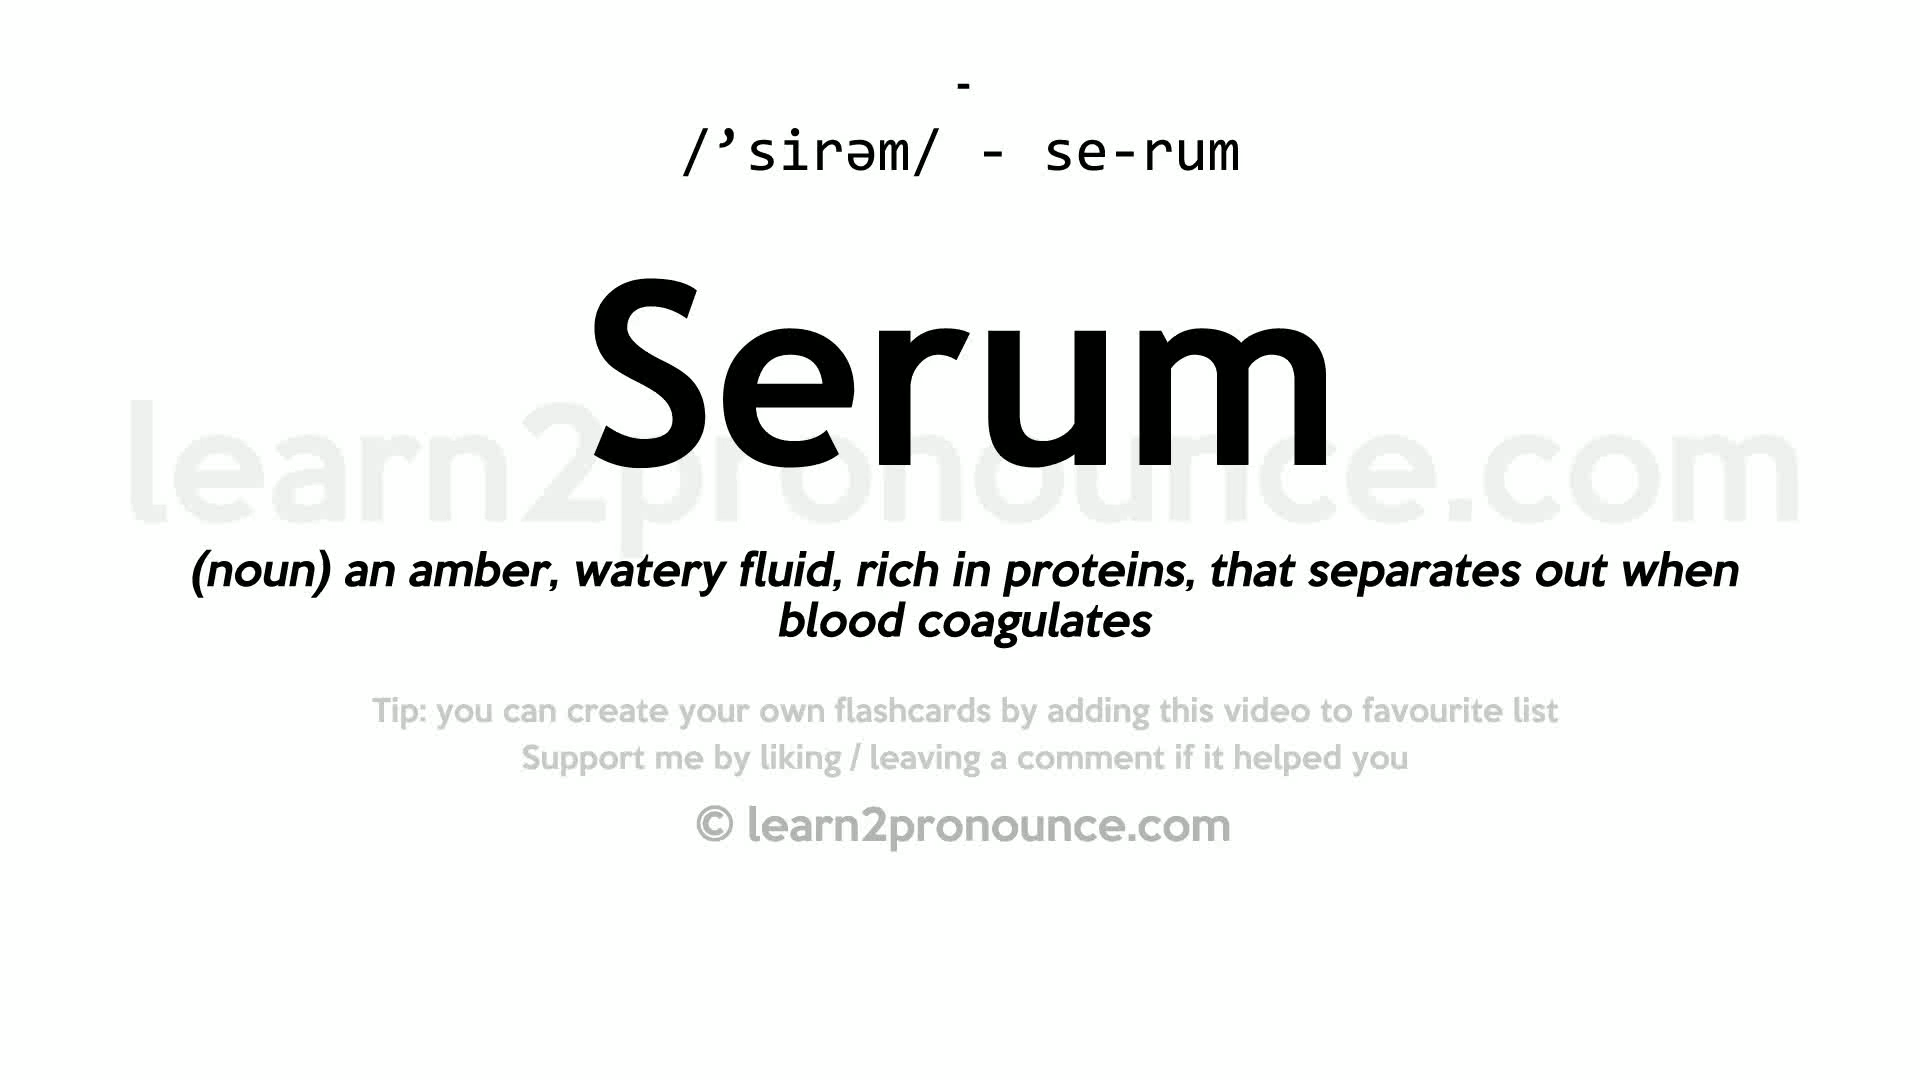 -
/’sirəm/ - se-rum
Serum
learn2pronounce.com
(noun) an amber, watery fluid, rich in proteins, that separates out when
blood coagulates
Tip: you can create your own flashcards by adding this video to favourite list
Support me by liking / leaving a comment if it helped you
© learn2pronounce.com